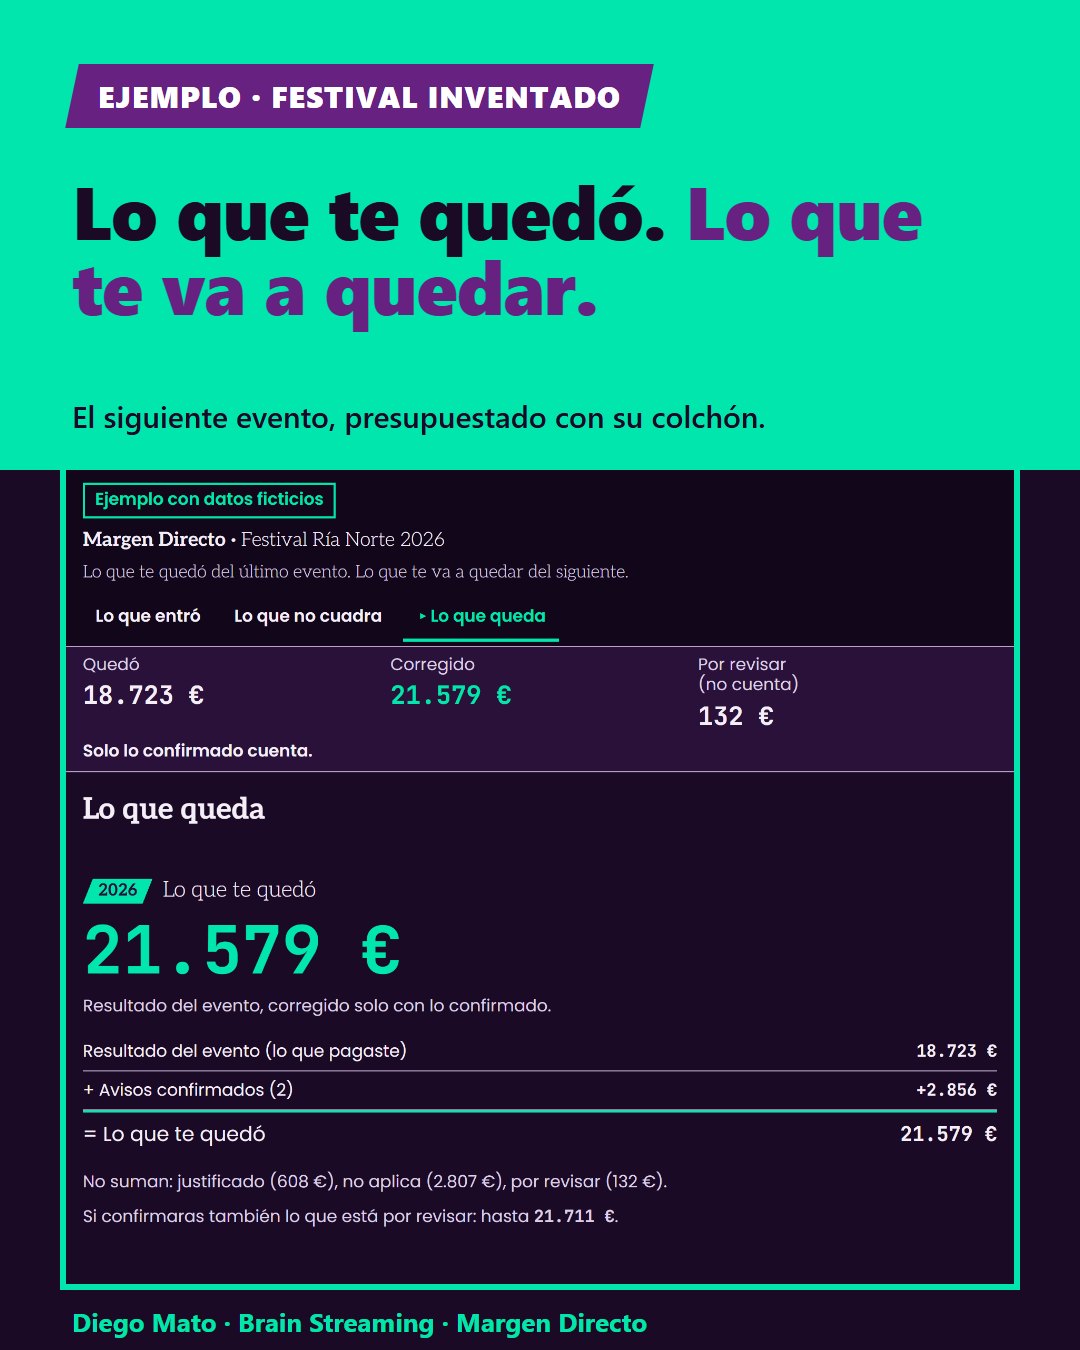 EJEMPLO · FESTIVAL INVENTADO
Lo que te quedó. Lo que
te va a quedar.
El siguiente evento, presupuestado con su colchón.
Ejemplo con datos ficticios
Margen Directo · Festival Ría Norte 2026
Lo que te quedó del último evento. Lo que te va a quedar del siguiente.
Lo que entró Lo que no cuadra ▸ Lo que queda
Quedó Corregido Por revisar
(no cuenta)
18.723 € 21.579 € 132 €
Solo lo confirmado cuenta.
Lo que queda
2026 Lo que te quedó
21.579 €
Resultado del evento, corregido solo con lo confirmado.
Resultado del evento (lo que pagaste) 18.723 €
+ Avisos confirmados (2) +2.856 €
= Lo que te quedó 21.579 €
No suman: justificado (608 €), no aplica (2.807 €), por revisar (132 €).
Si confirmaras también lo que está por revisar: hasta 21.711 €.
Diego Mato · Brain Streaming · Margen Directo